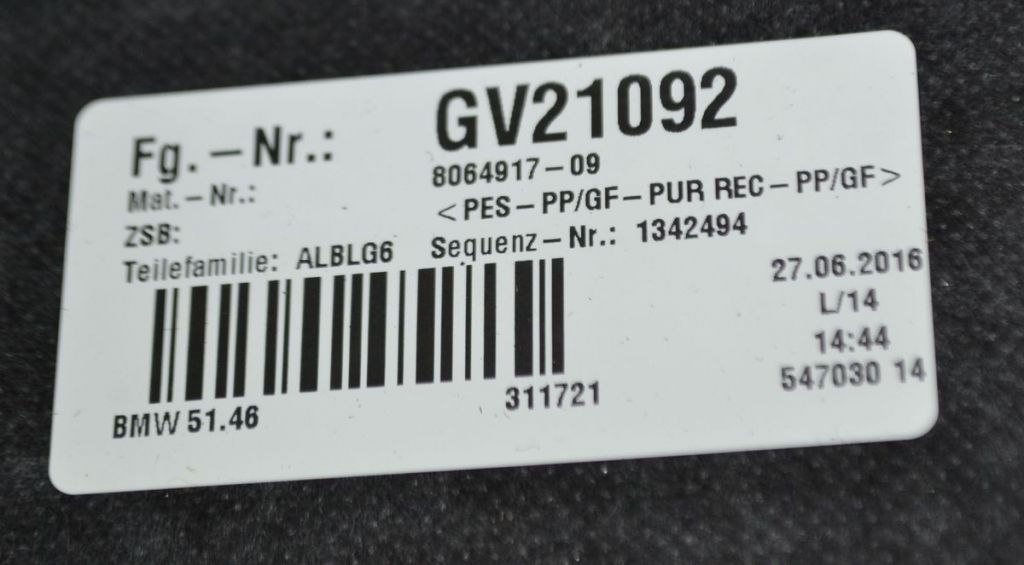 Fg.-Nr.: GV21092
Mat.-Nr.: 8064917-09
ZSB: <PES-PP/GF-PUR REC-PP/GF>
Teilefamilie: ALBLG6 Sequenz-Nr.: 1342494
27.06.2016
L/14
14:44
547030 14
311721
BMW 51.46